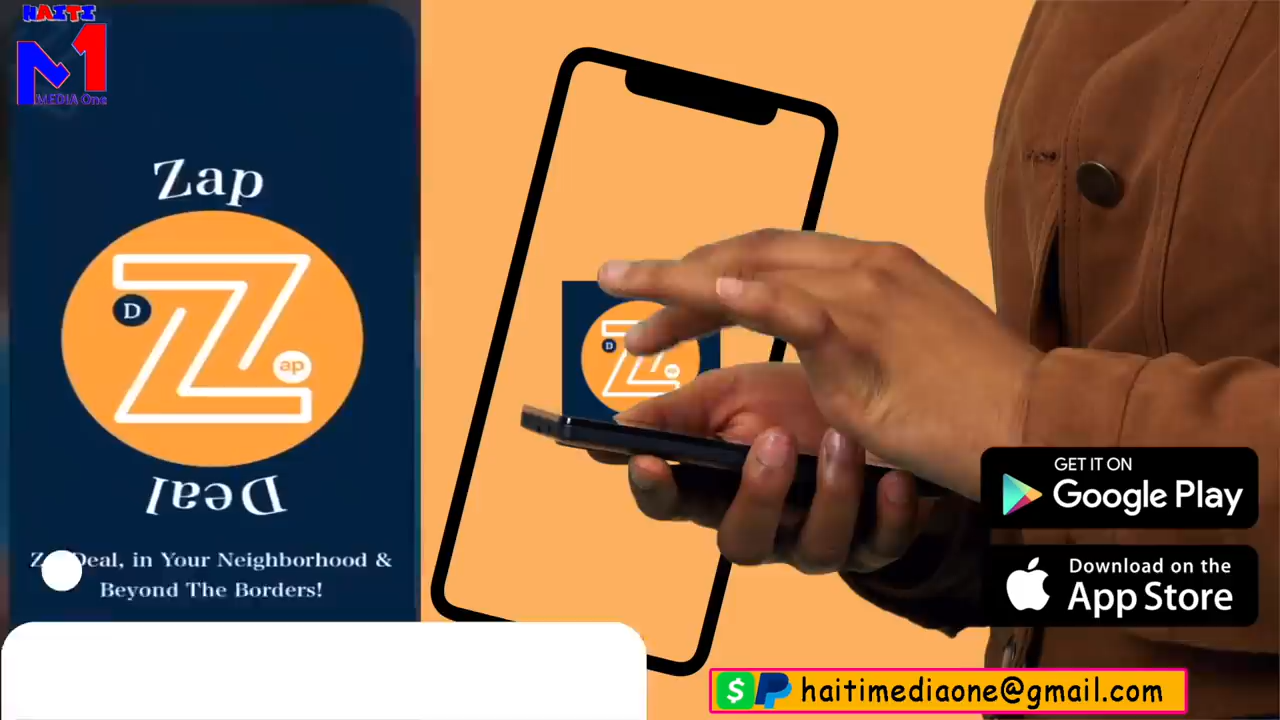 HAITI
M1
MEDIA One
Zap
D
Z
ap
Deal
Deal, in Your Neighborhood &
Beyond The Borders!
D
Z
ap
GET IT ON
Google Play
Download on the
App Store
$
haitimediaone@gmail.com